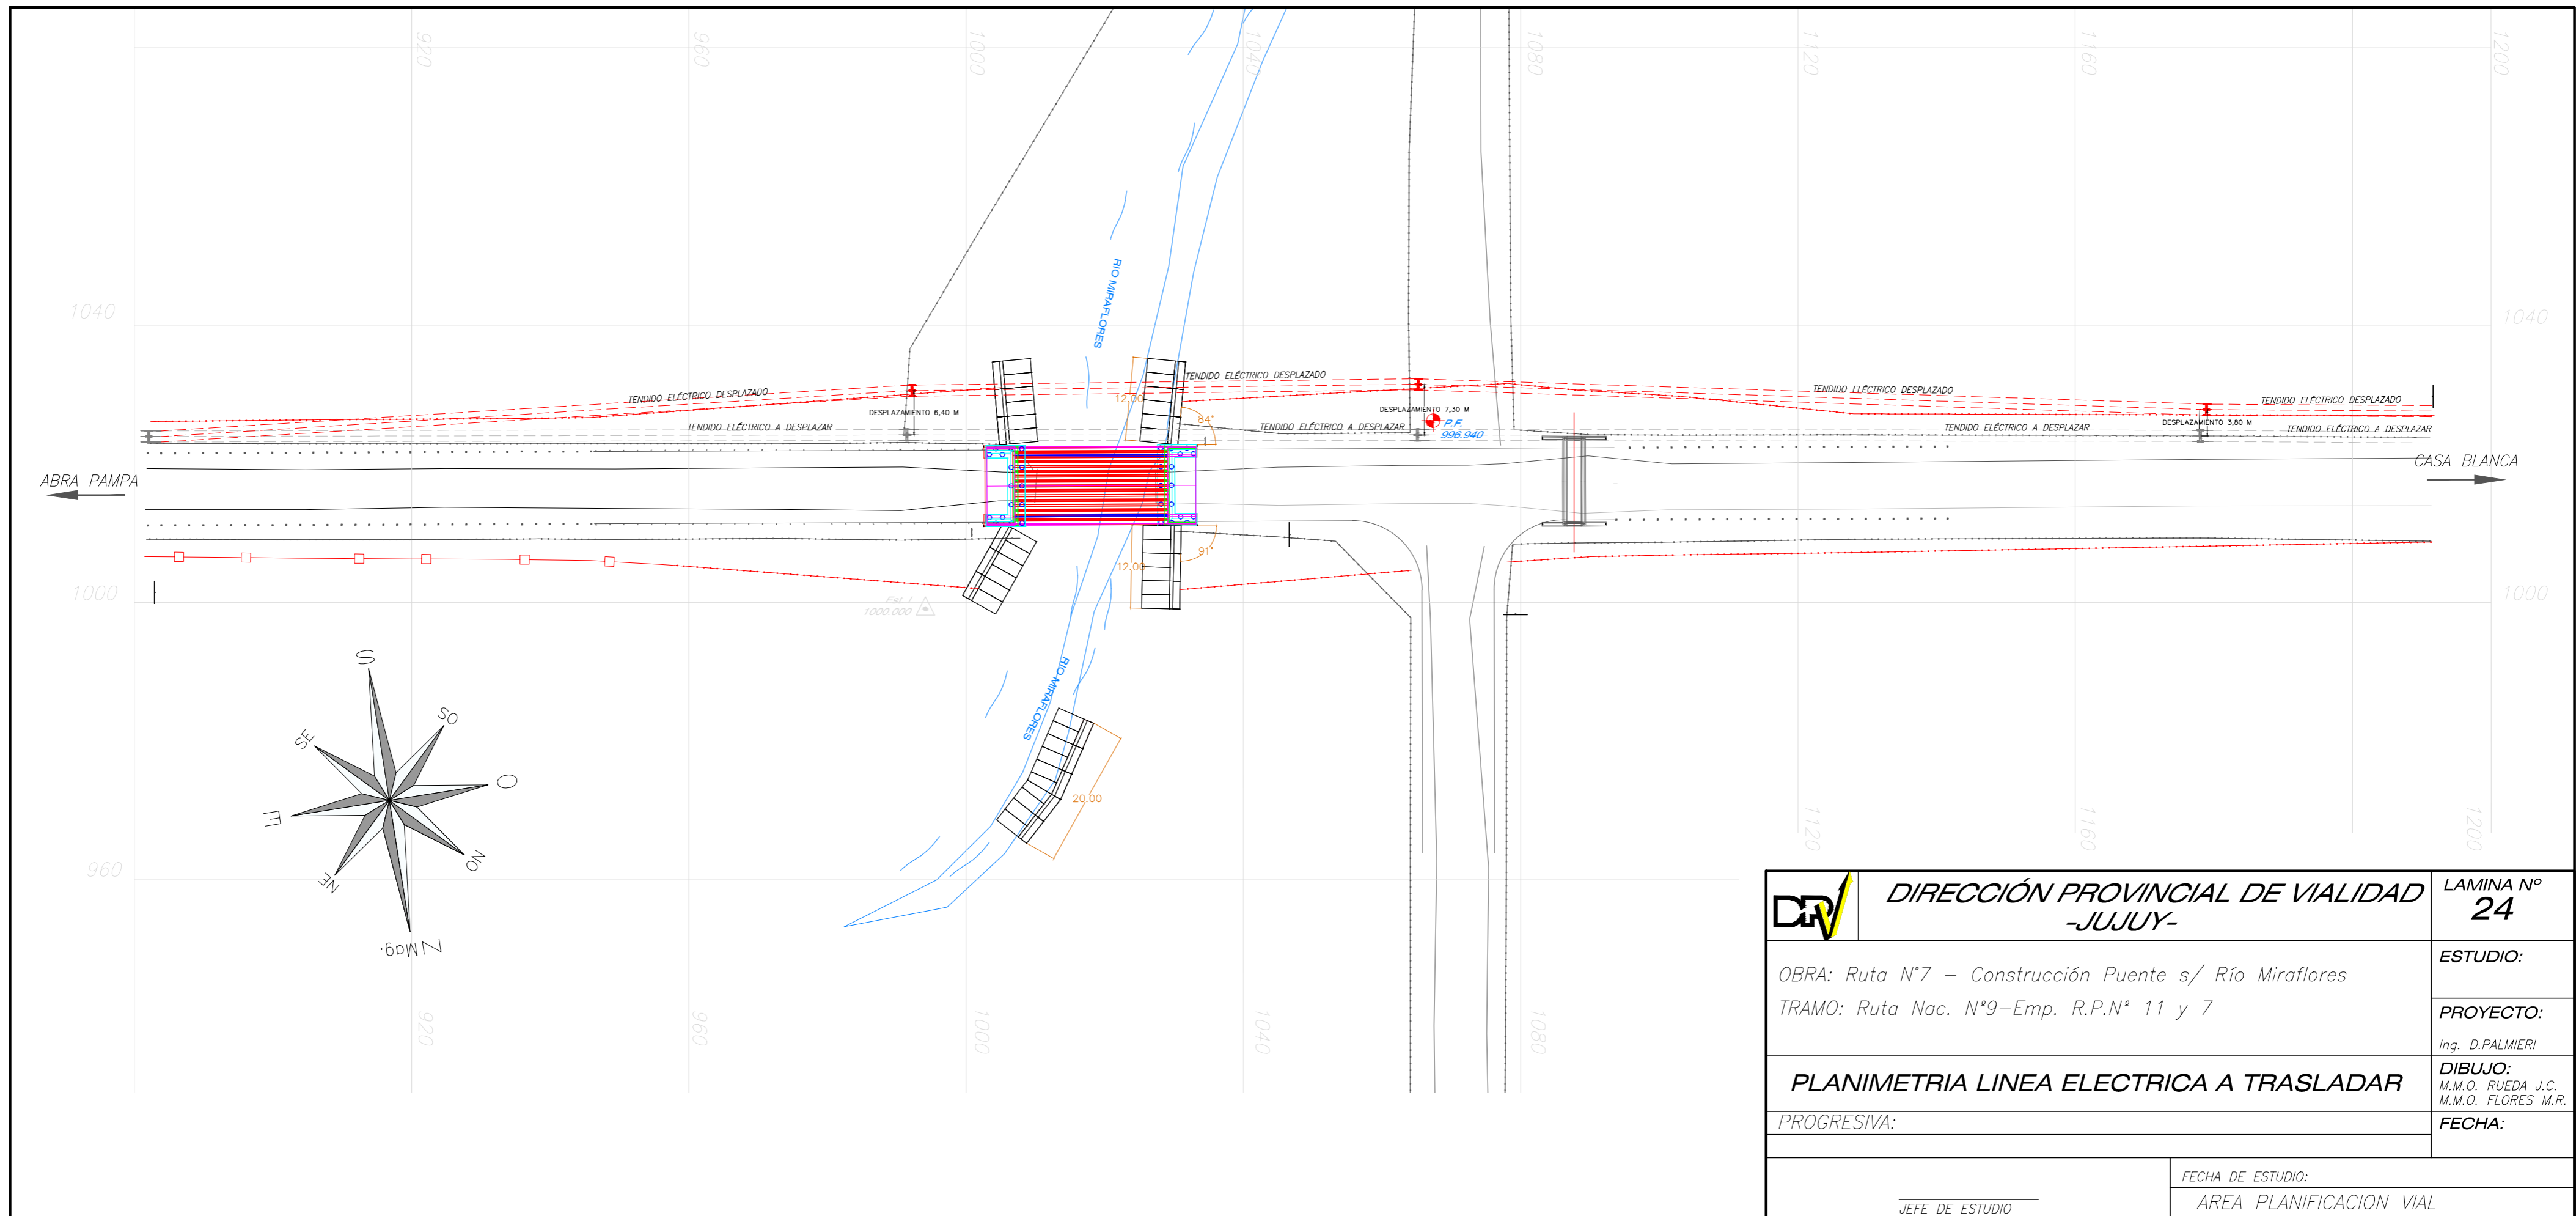 920
960
1000
1040
1080
1120
1160
1200
RIO MIRAFLORES
1040
1040
TENDIDO ELÉCTRICO DESPLAZADO
TENDIDO ELÉCTRICO DESPLAZADO
TENDIDO ELÉCTRICO DESPLAZADO
TENDIDO ELÉCTRICO DESPLAZADO
12.00
84°
DESPLAZAMIENTO 6,40 M
DESPLAZAMIENTO 7,30 M
DESPLAZAMIENTO 3,80 M
P.F.
996.940
TENDIDO ELÉCTRICO A DESPLAZAR
TENDIDO ELÉCTRICO A DESPLAZAR
TENDIDO ELÉCTRICO A DESPLAZAR
TENDIDO ELÉCTRICO A DESPLAZAR
ABRA PAMPA
CASA BLANCA
91°
12.00
1000
Est.I
1000.000
1000
RIO MIRAFLORES
20.00
S
SO
O
NO
N Mag.
NE
E
SE
960
920
960
1000
1040
1080
1120
1160
1200
DPV
DIRECCIÓN PROVINCIAL DE VIALIDAD
-JUJUY-
LAMINA Nº
24
OBRA: Ruta N°7 – Construcción Puente s/ Río Miraflores
TRAMO: Ruta Nac. N°9–Emp. R.P.N° 11 y 7
ESTUDIO:
PROYECTO:
Ing. D.PALMIERI
PLANIMETRIA LINEA ELECTRICA A TRASLADAR
DIBUJO:
M.M.O. RUEDA J.C.
M.M.O. FLORES M.R.
PROGRESIVA:
FECHA:
FECHA DE ESTUDIO:
JEFE DE ESTUDIO
AREA PLANIFICACION VIAL